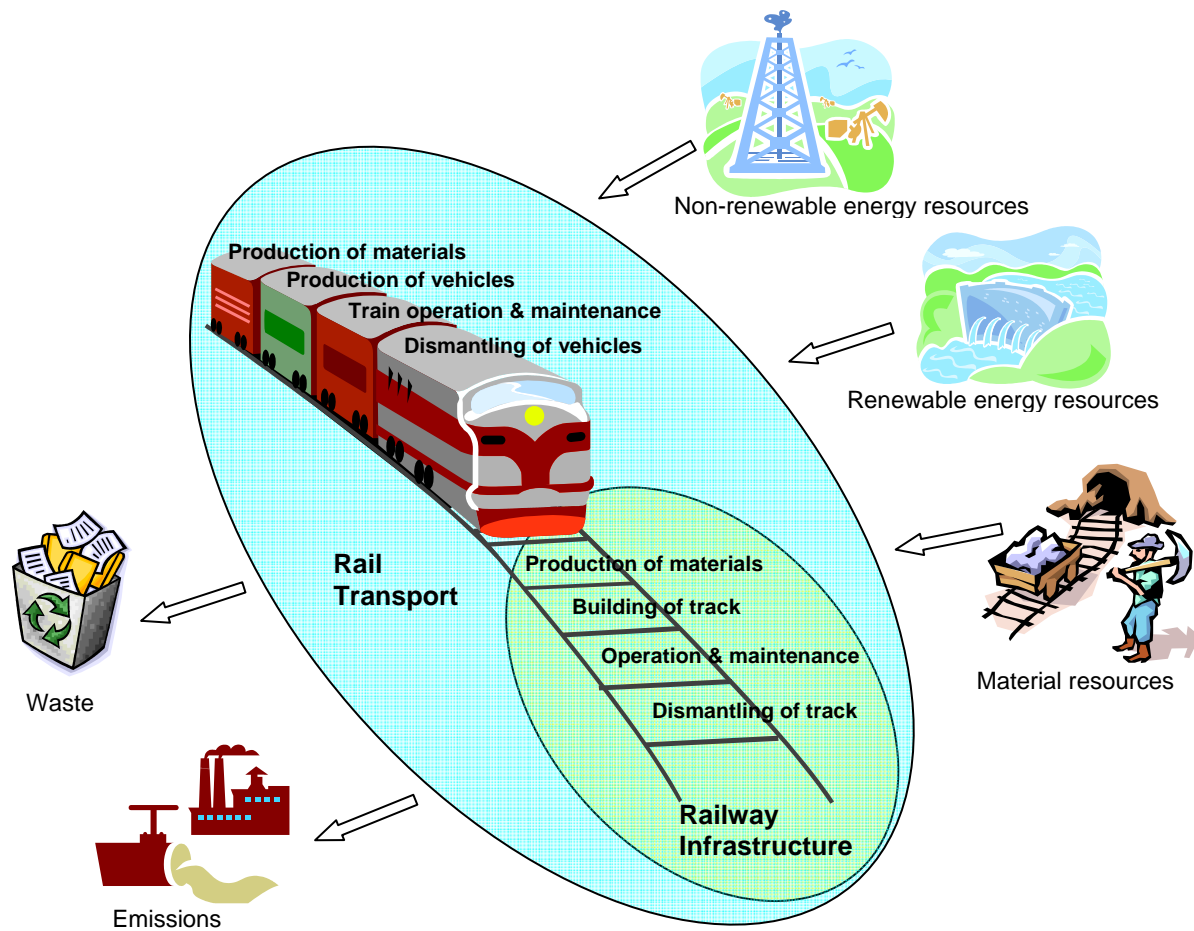 Non-renewable energy resources
Production of materials
Production of vehicles
Train operation & maintenance
Dismantling of vehicles
Renewable energy resources
Rail
Transport
Production of materials
Building of track
Operation & maintenance
Dismantling of track
Railway
Infrastructure
Material resources
Waste
Emissions